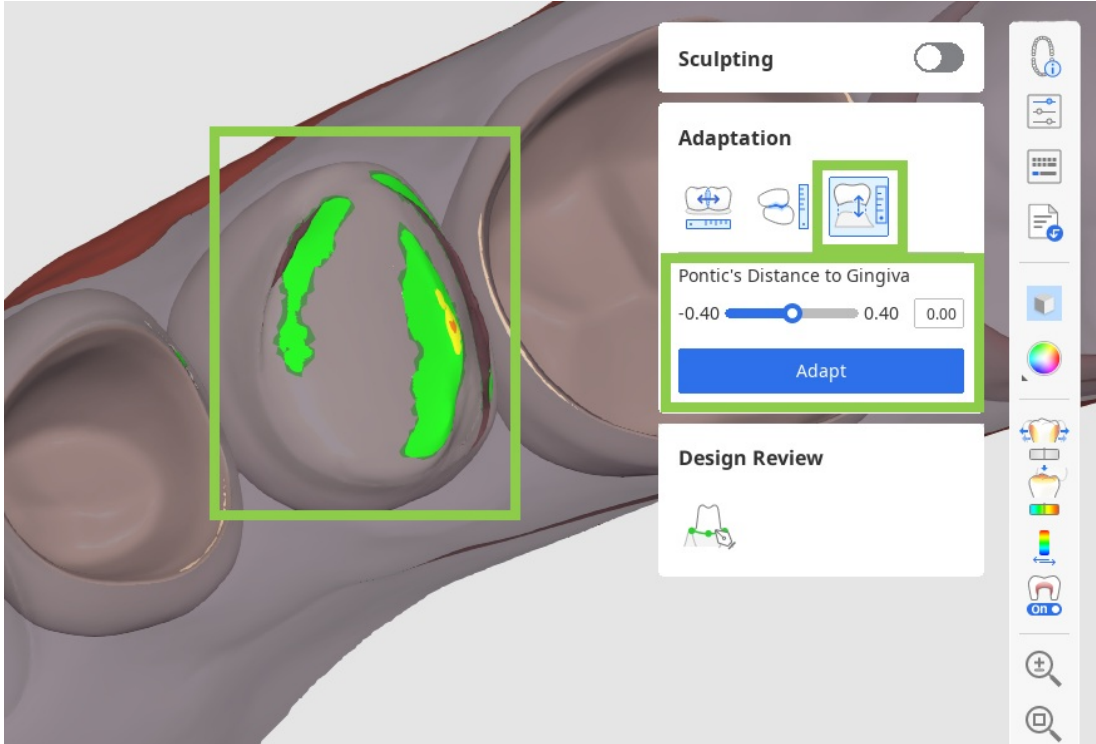 Sculpting
Adaptation
Pontic's Distance to Gingiva
-0.40 0.40 0.00
Adapt
Design Review
On